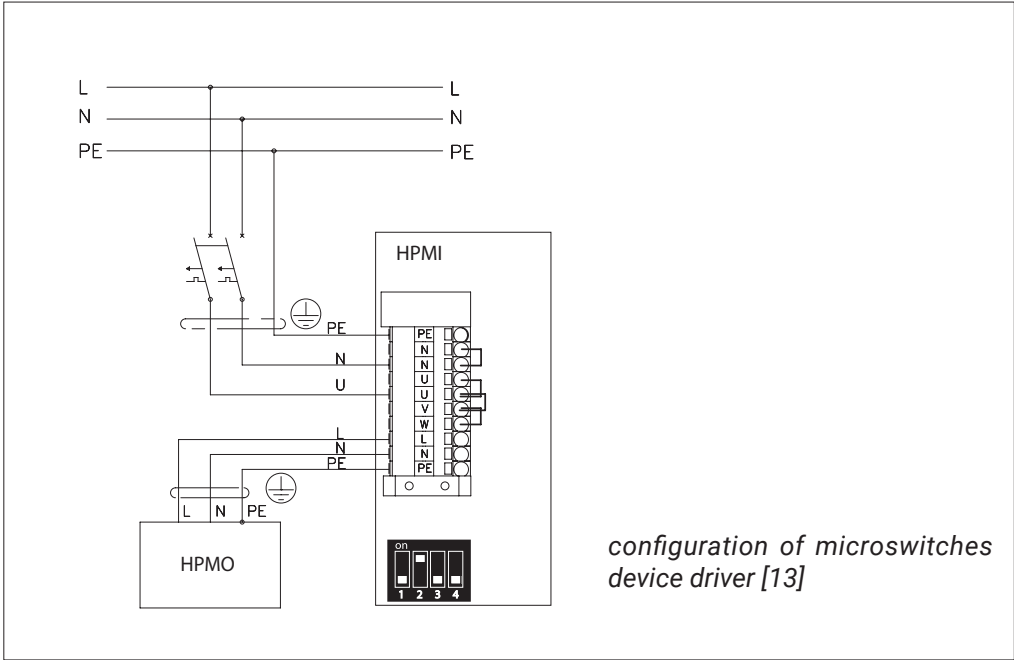 L L
N N
PE PE
HPMI
PE PE
N
N N
U
U U
V
W
L L
N N
PE PE
L N PE
HPMO
on
1 2 3 4
configuration of microswitches
device driver [13]